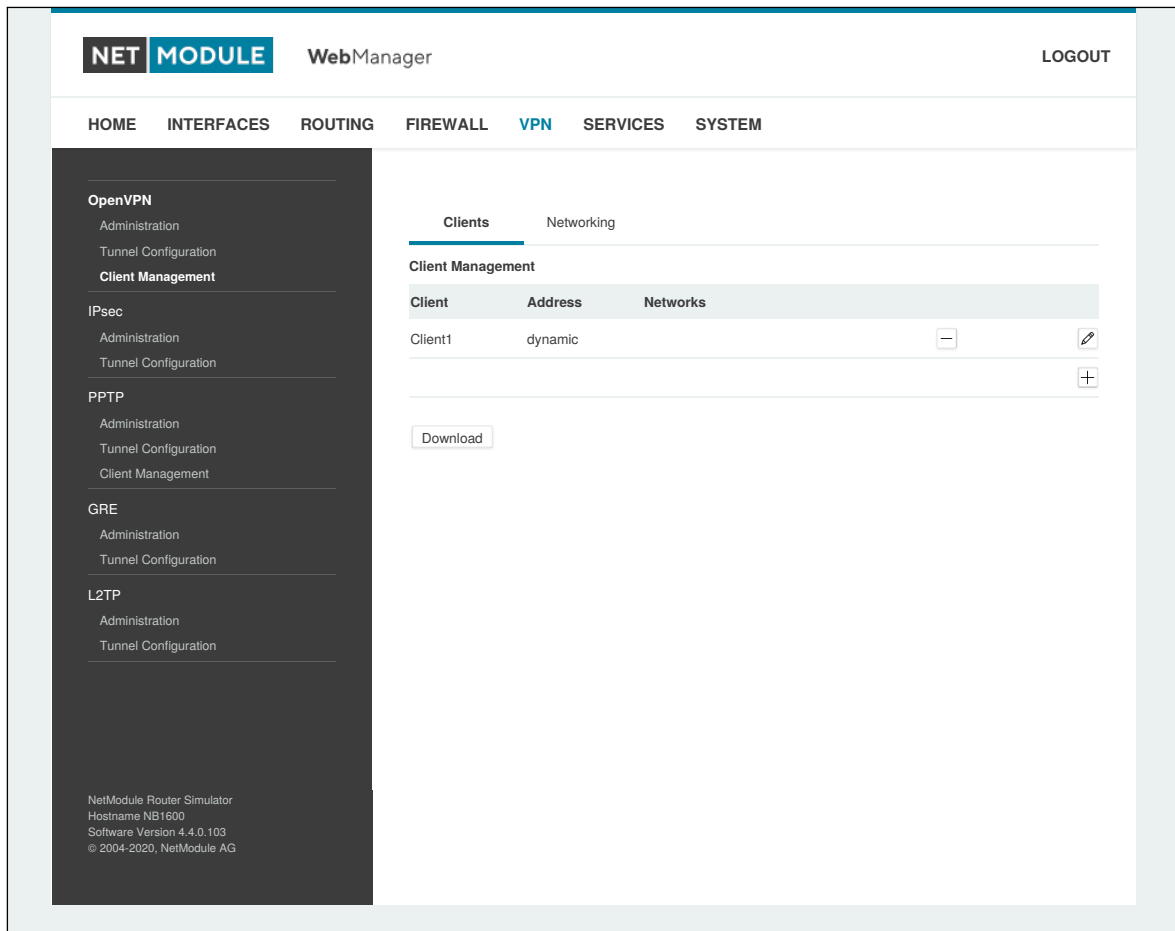 NET MODULE WebManager LOGOUT
HOME INTERFACES ROUTING FIREWALL VPN SERVICES SYSTEM
OpenVPN
Administration
Tunnel Configuration
Client Management
IPsec
Administration
Tunnel Configuration
PPTP
Administration
Tunnel Configuration
Client Management
GRE
Administration
Tunnel Configuration
L2TP
Administration
Tunnel Configuration
NetModule Router Simulator
Hostname NB1600
Software Version 4.4.0.103
© 2004-2020, NetModule AG
Clients Networking
Client Management
Client Address Networks
Client1 dynamic
Download